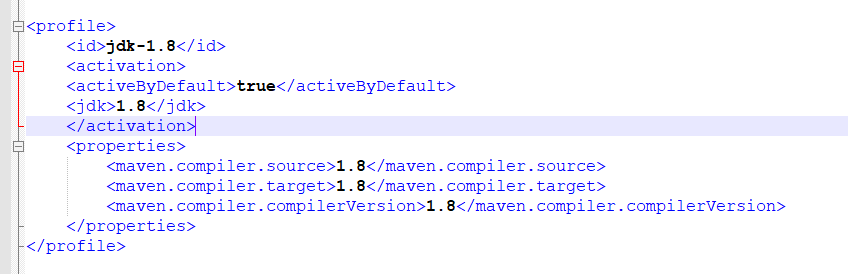 <profile>
    <id>jdk-1.8</id>
    <activation>
    <activeByDefault>true</activeByDefault>
    <jdk>1.8</jdk>
    </activation>
    <properties>
        <maven.compiler.source>1.8</maven.compiler.source>
        <maven.compiler.target>1.8</maven.compiler.target>
        <maven.compiler.compilerVersion>1.8</maven.compiler.compilerVersion>
    </properties>
</profile>